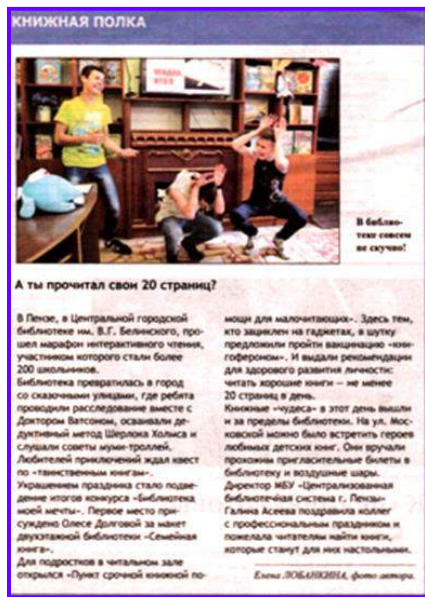 КНИЖНАЯ ПОЛКА
В библио-
теке совсем
не скучно!
А ты прочитал свои 20 страниц?
В Пензе, в Центральной городской
библиотеке им. В.Г. Белинского, про-
шел марафон интерактивного чтения,
участником которого стали более
200 школьников.
Библиотека превратилась в город
со сказочными улицами, где ребята
проводили расследование вместе с
Доктором Ватсоном, осваивали де-
дуктивный метод Шерлока Холмса и
слушали советы муми-троллей.
Любителей приключений ждал квест
по «таинственным книгам».
Украшением праздника стало подве-
дение итогов конкурса «Библиотека
моей мечты». Первое место при-
суждено Олесе Долговой за макет
двухэтажной библиотеки «Семейная
книга».
Для подростков в читальном зале
открылся «Пункт срочной книжной по-
мощи для малочитающих». Здесь тем,
кто зациклен на гаджетах, в шутку
предложили пройти вакцинацию «кни-
гофероном». И выдали рекомендации
для здорового развития личности:
читать хорошие книги — не менее
20 страниц в день.
Книжные «чудеса» в этот день вышли
и за пределы библиотеки. На ул. Мос-
ковской можно было встретить героев
любимых детских книг. Они вручали
прохожим пригласительные билеты в
библиотеку и воздушные шары.
Директор МБУ «Централизованная
библиотечная система г. Пензы»
Галина Асеева поздравила коллег
с профессиональным праздником и
пожелала читателям найти книги,
которые станут для них настольными.
Елена ЛОБАНКИНА, фото автора.